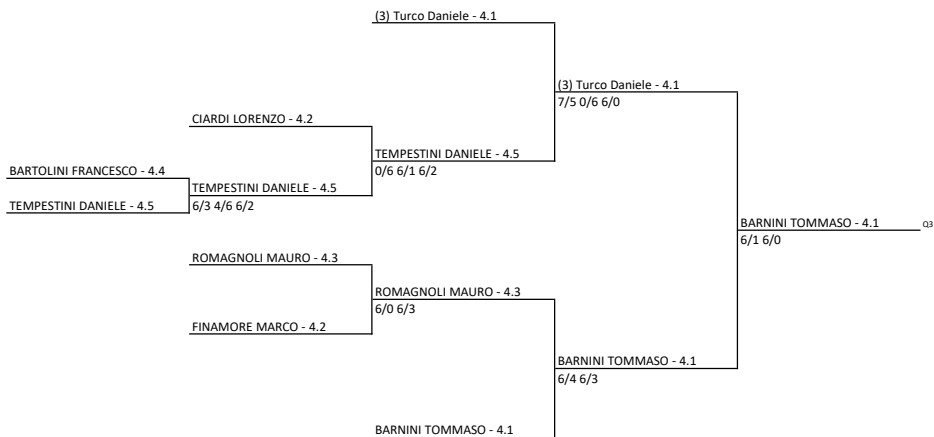 (3) Turco Daniele - 4.1
(3) Turco Daniele - 4.1
7/5 0/6 6/0
CIARDI LORENZO - 4.2
TEMPESTINI DANIELE - 4.5
0/6 6/1 6/2
BARTOLINI FRANCESCO - 4.4
TEMPESTINI DANIELE - 4.5
6/3 4/6 6/2
TEMPESTINI DANIELE - 4.5
BARNINI TOMMASO - 4.1
Q3
6/1 6/0
ROMAGNOLI MAURO - 4.3
ROMAGNOLI MAURO - 4.3
6/0 6/3
FINAMORE MARCO - 4.2
BARNINI TOMMASO - 4.1
6/4 6/3
BARNINI TOMMASO - 4.1